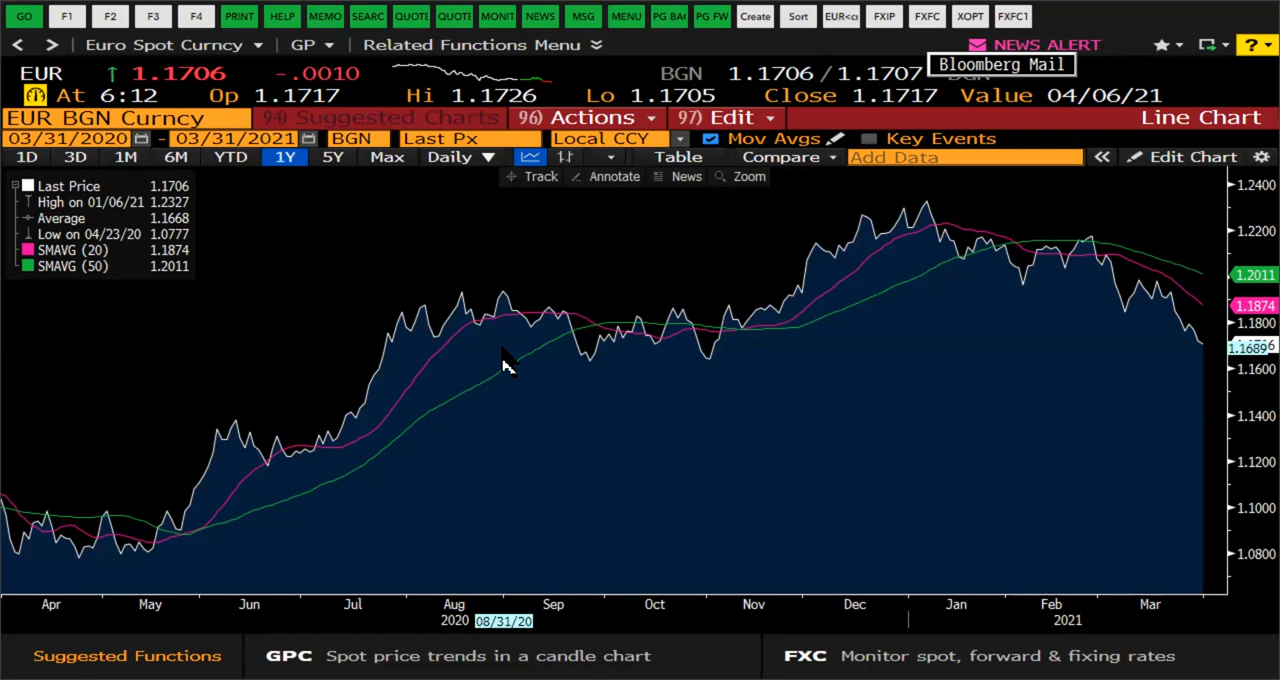 GO F1 F2 F3 F4 PRINT HELP MEMO SEARC QUOTE QUOTE MONIT NEWS MSG MENU PG BAC PG FW Create Sort EUR<cr FXIP FXFC XOPT FXFC1
< > Euro Spot Curncy GP Related Functions Menu NEWS ALERT ?
EUR 1.1706 -.0010 BGN 1.1706 / 1.1707 Bloomberg Mail
At 6:12 Op 1.1717 Hi 1.1726 Lo 1.1705 Close 1.1717 Value 04/06/21
EUR BGN Curncy 94) Suggested Charts 96) Actions 97) Edit Line Chart
03/31/2020 - 03/31/2021 BGN Last Px Local CCY Mov Avgs Key Events
1D 3D 1M 6M YTD 1Y 5Y Max Daily Table Compare Add Data Edit Chart
Track Annotate News Zoom
Last Price 1.1706
High on 01/06/21 1.2327
Average 1.1668
Low on 04/23/20 1.0777
SMAVG (20) 1.1874
SMAVG (50) 1.2011
1.2400
1.2200
1.2011
1.1874
1.1800
1.1689
1.1600
1.1400
1.1200
1.1000
1.0800
Apr May Jun Jul Aug Sep Oct Nov Dec Jan Feb Mar
2020 08/31/20 2021
Suggested Functions GPC Spot price trends in a candle chart FXC Monitor spot, forward & fixing rates